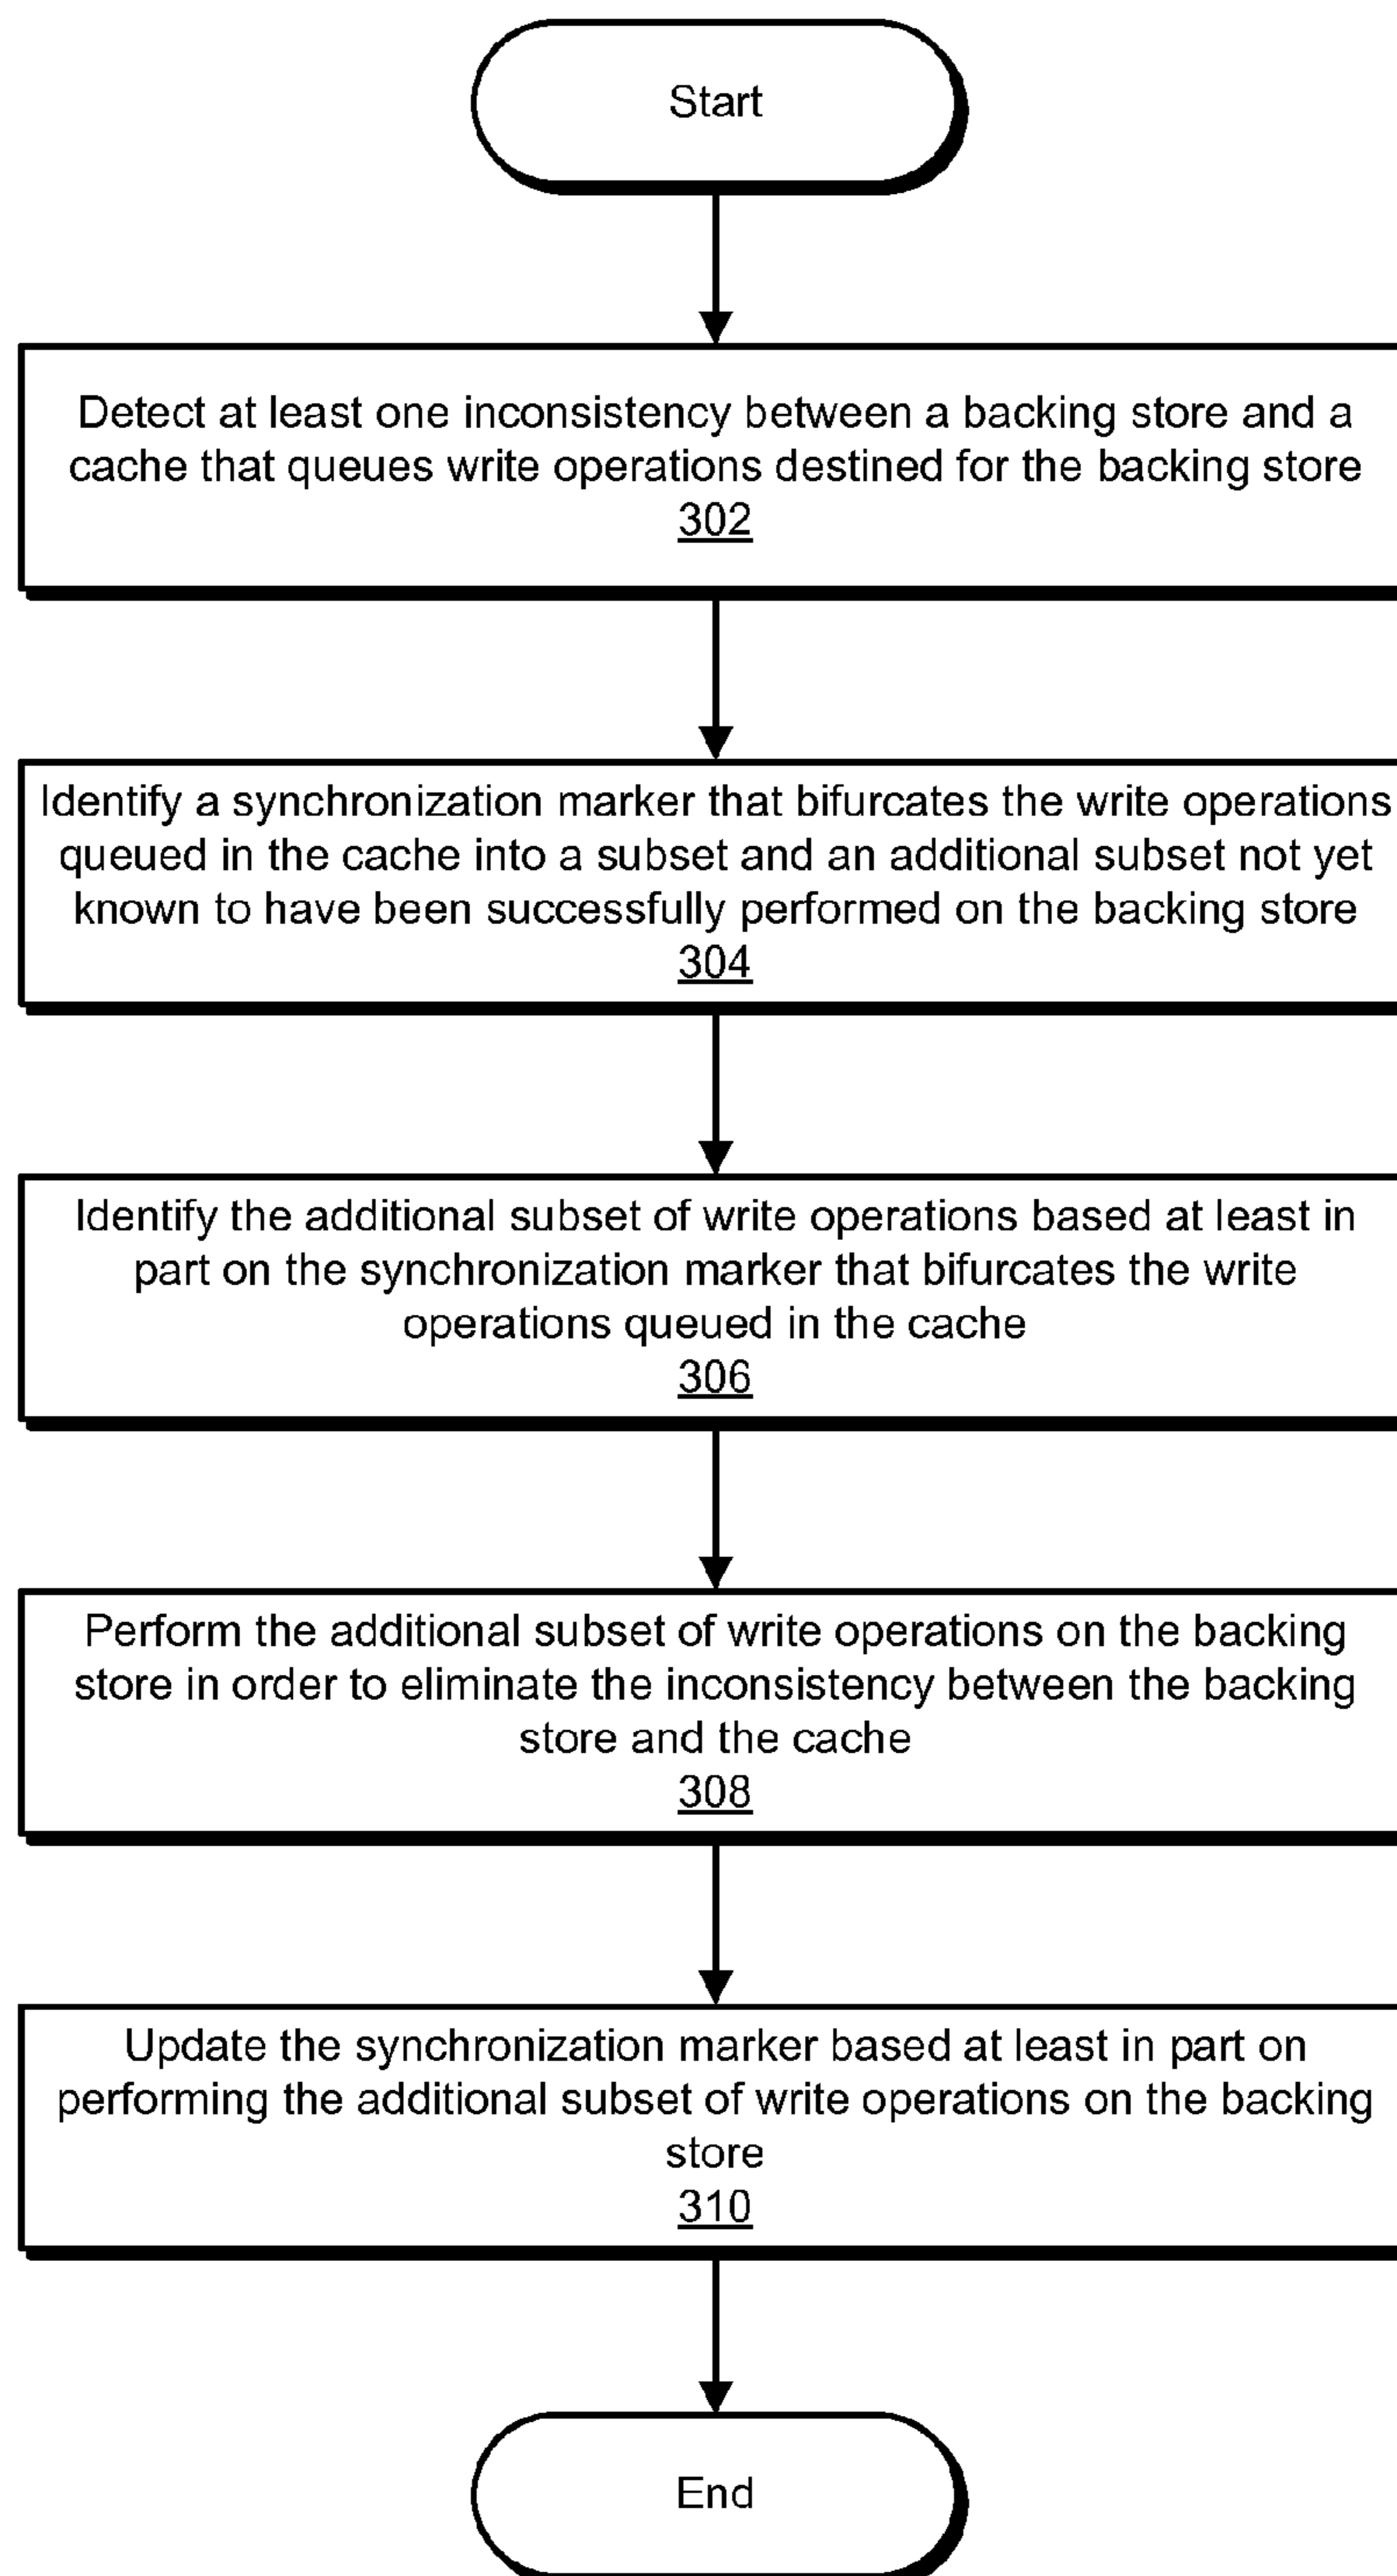 Start
Detect at least one inconsistency between a backing store and a
cache that queues write operations destined for the backing store
302
Identify a synchronization marker that bifurcates the write operations
queued in the cache into a subset and an additional subset not yet
known to have been successfully performed on the backing store
304
Identify the additional subset of write operations based at least in
part on the synchronization marker that bifurcates the write
operations queued in the cache
306
Perform the additional subset of write operations on the backing
store in order to eliminate the inconsistency between the backing
store and the cache
308
Update the synchronization marker based at least in part on
performing the additional subset of write operations on the backing
store
310
End